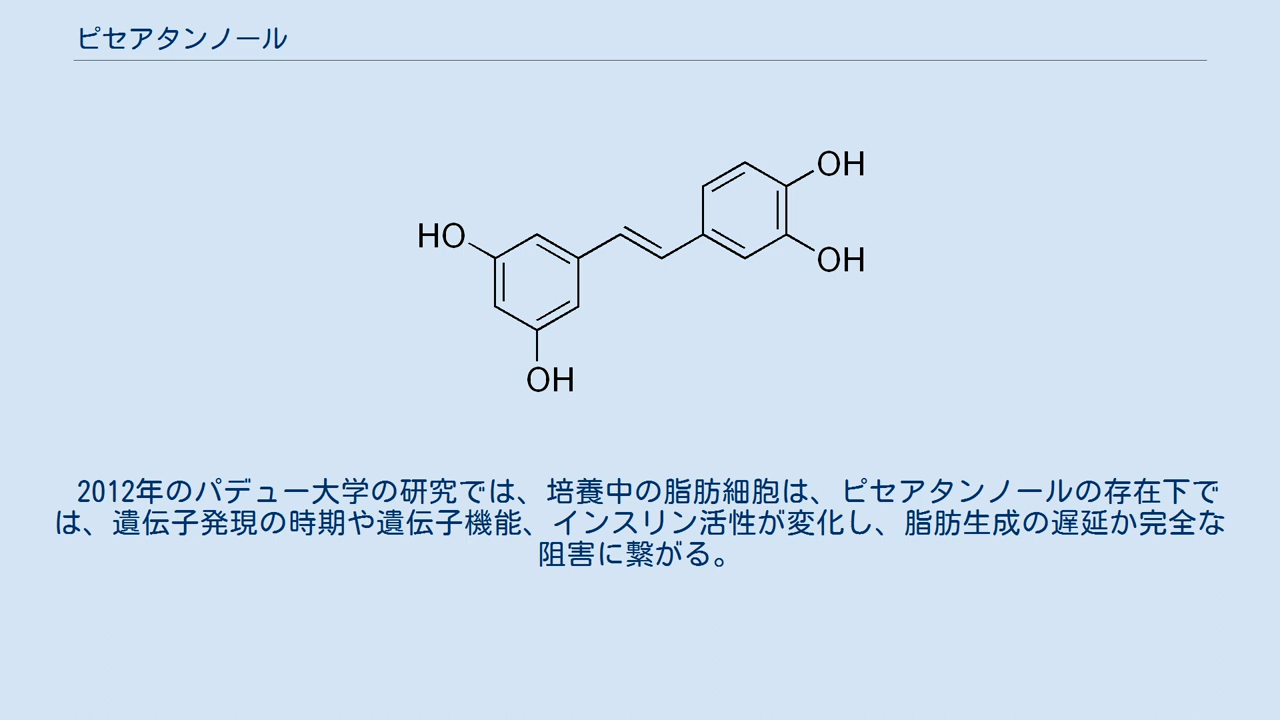 ピセアタンノール
OH
HO
OH
OH
2012年のパデュー大学の研究では、培養中の脂肪細胞は、ピセアタンノールの存在下で
は、遺伝子発現の時期や遺伝子機能、インスリン活性が変化し、脂肪生成の遅延か完全な
阻害に繋がる。